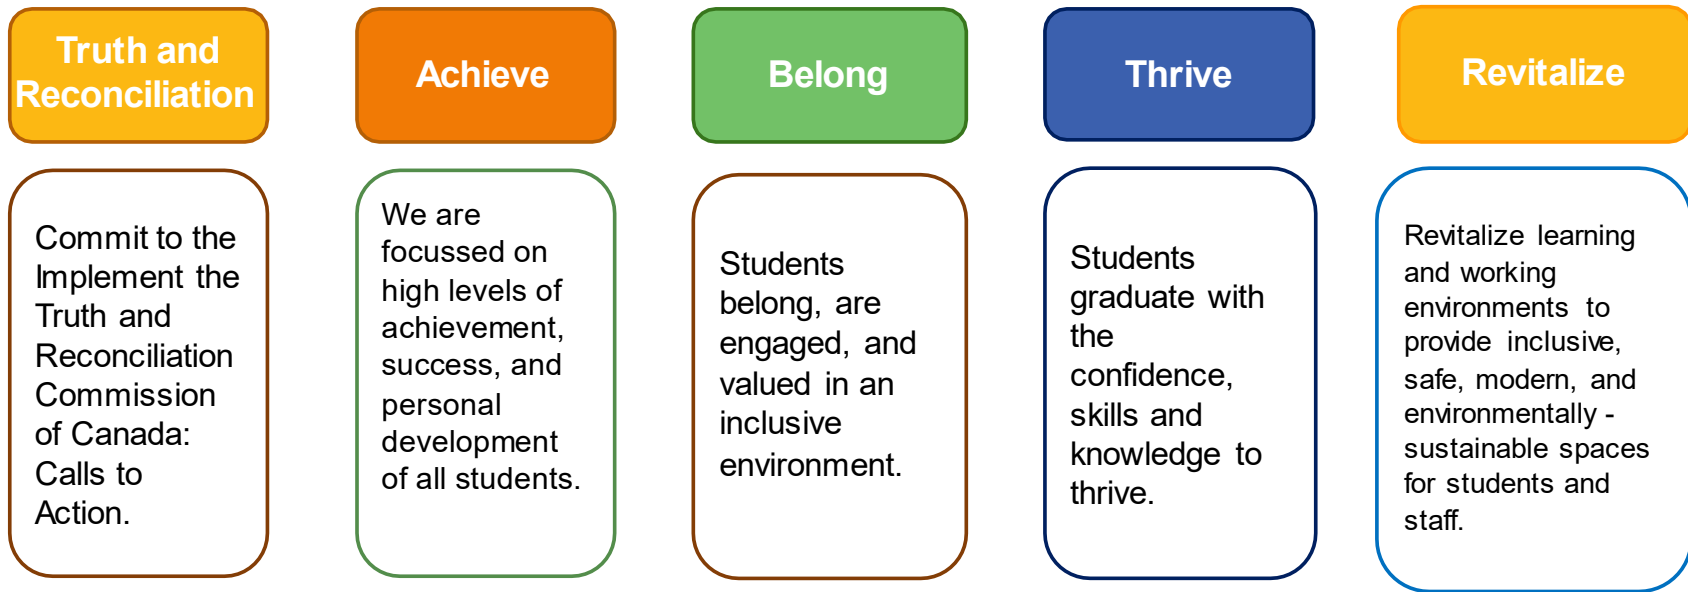 Truth and
Reconciliation
Commit to the
Implement the
Truth and
Reconciliation
Commission
of Canada:
Calls to
Action.
Achieve
We are
focussed on
high levels of
achievement,
success, and
personal
development
of all students.
Belong
Students
belong, are
engaged, and
valued in an
inclusive
environment.
Thrive
Students
graduate with
the
confidence,
skills and
knowledge to
thrive.
Revitalize
Revitalize learning
and working
environments to
provide inclusive,
safe, modern, and
environmentally -
sustainable spaces
for students and
staff.